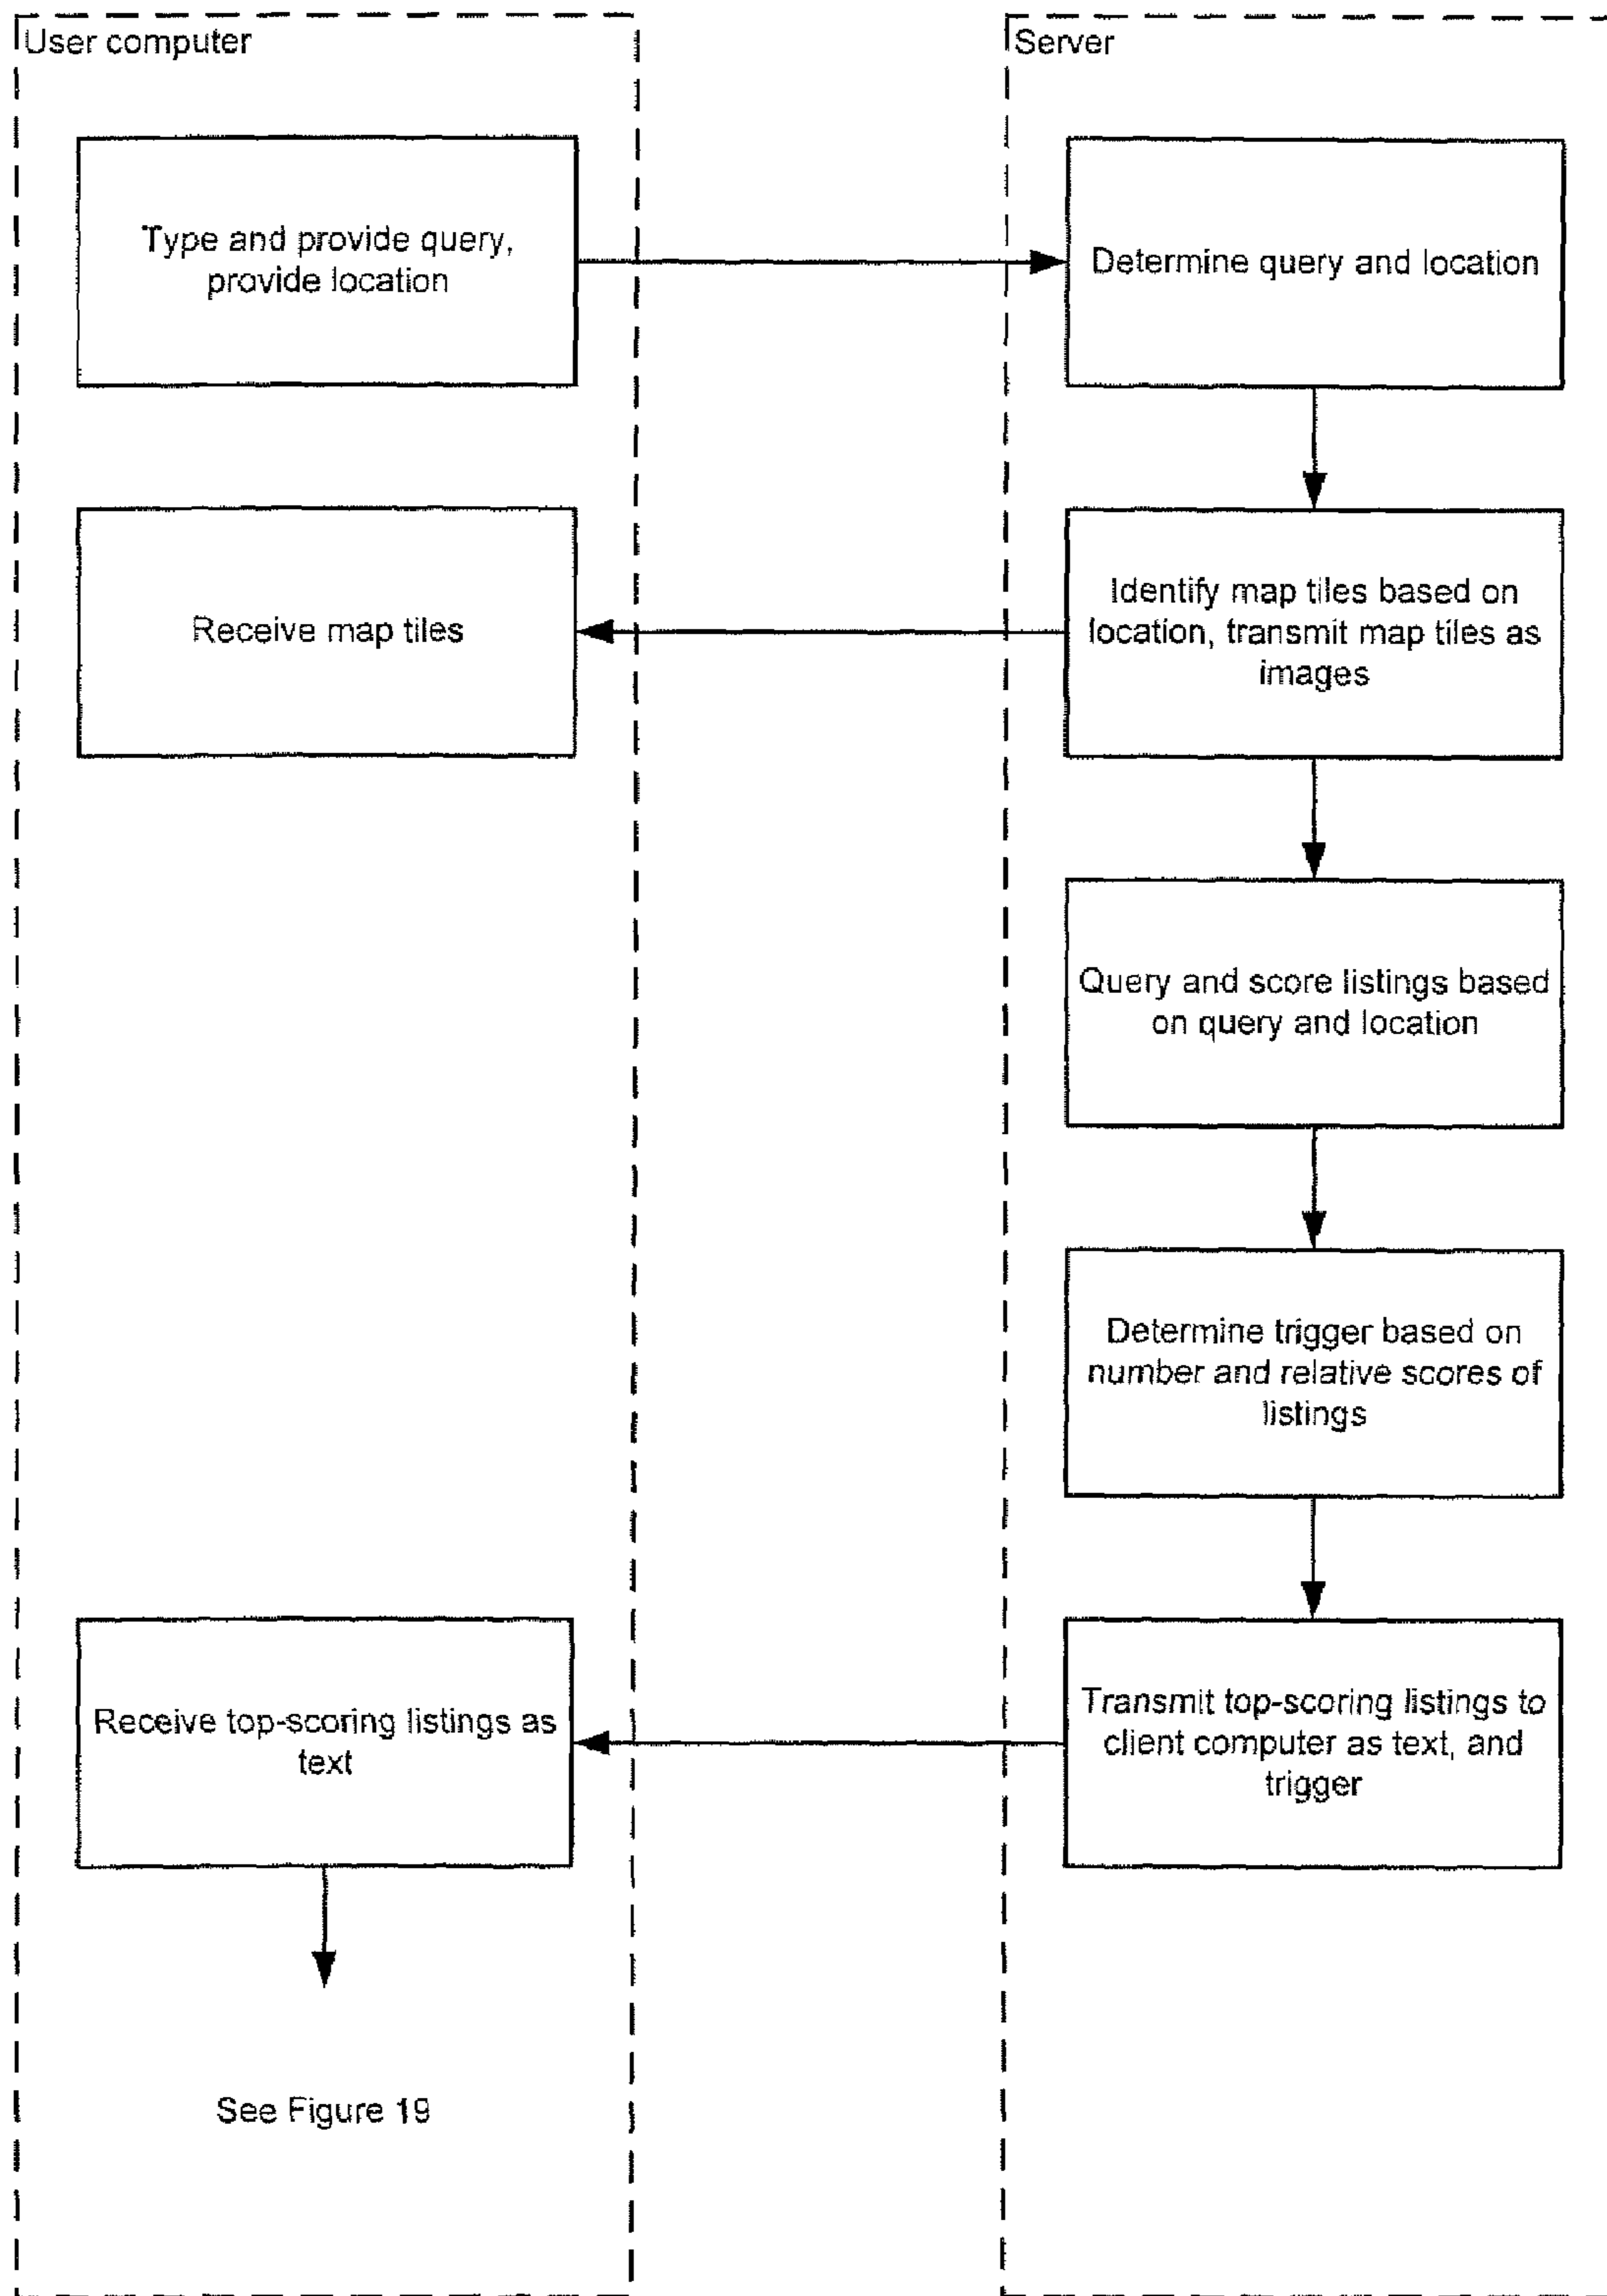 User computer
Server
Type and provide query,
provide location
Determine query and location
Receive map tiles
Identify map tiles based on
location, transmit map tiles as
images
Query and score listings based
on query and location
Determine trigger based on
number and relative scores of
listings
Receive top-scoring listings as
text
Transmit top-scoring listings to
client computer as text, and
trigger
See Figure 19